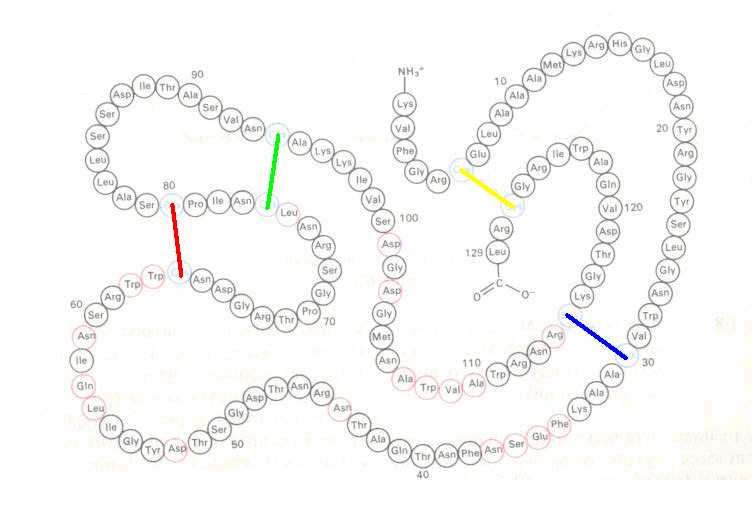 NH₃⁺
Lys
Val
Phe
Gly
Arg
Glu
Leu
Ala
Ala
10
Ala
Met
Lys
Arg
His
Gly
Leu
Asp
Asn
20
Tyr
Arg
Gly
Tyr
Ser
Leu
Gly
Asn
Trp
Val
30
Ala
Ala
Lys
Phe
Glu
Ser
Asn
Phe
Asn
40
Thr
Gln
Ala
Thr
Asn
Arg
Asn
Thr
Asp
Gly
50
Ser
Thr
Asp
Tyr
Gly
Ile
Leu
Gln
Ile
Asn
60
Ser
Arg
Trp
Trp
Asn
Asp
Gly
Arg
Thr
70
Pro
Gly
Ser
Arg
Asn
Leu
Asn
Ile
Pro
80
Ser
Ala
Leu
Leu
Ser
Ser
Asp
Ile
Thr
90
Ala
Ser
Val
Asn
Ala
Lys
Lys
Ile
Val
100
Ser
Asp
Gly
Asp
Gly
Met
Asn
Ala
Trp
Val
110
Ala
Trp
Arg
Asn
Arg
Lys
Gly
Thr
Asp
120
Val
Gln
Ala
Trp
Ile
Arg
Gly
Arg
129
Leu
C
O
O⁻